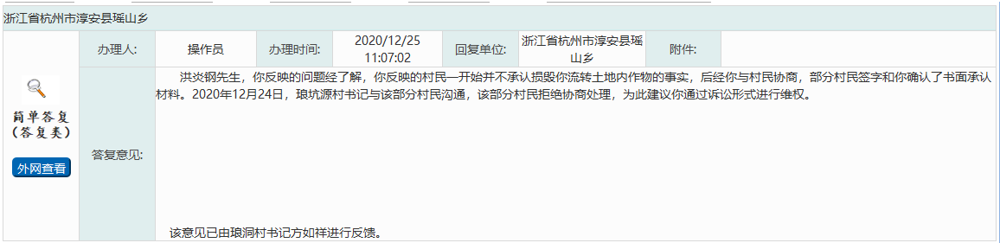 浙江省杭州市淳安县瑶山乡
办理人:
操作员
办理时间:
2020/12/25
11:07:02
回复单位:
浙江省杭州市淳安县瑶
山乡
附件:
简单答复
(答复类)
外网查看
答复意见:
洪炎钢先生，你反映的问题经了解，你反映的村民一开始并不承认损毁你流转土地内作物的事实，后经你与村民协商，部分村民签字和你确认了书面承认
材料。2020年12月24日，琅坑源村书记与该部分村民沟通，该部分村民拒绝协商处理，为此建议你通过诉讼形式进行维权。
该意见已由琅洞村书记方如祥进行反馈。